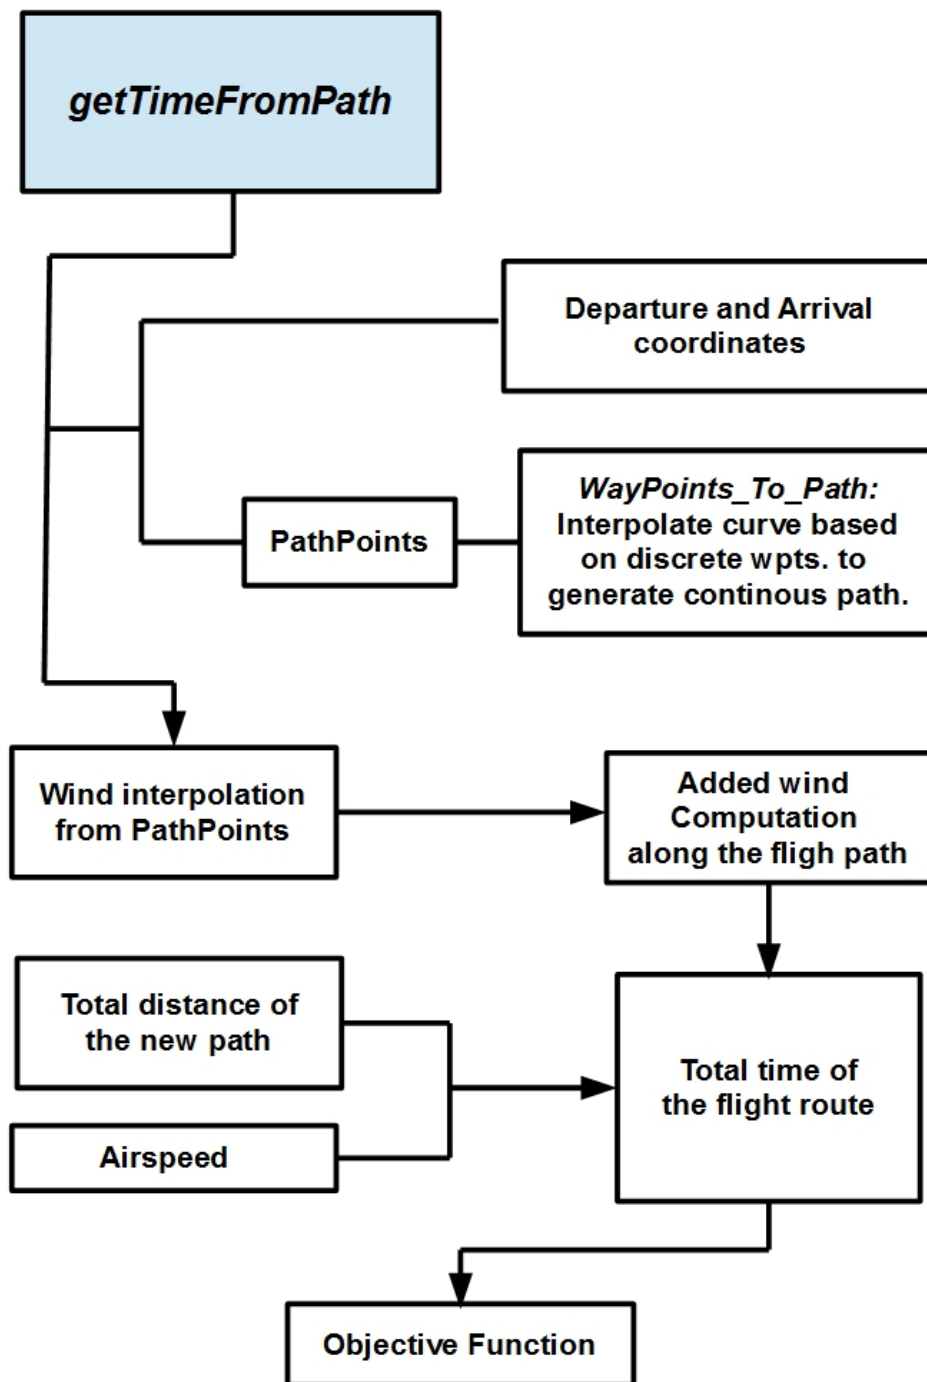 getTimeFromPath
Departure and Arrival
coordinates
WayPoints_To_Path:
Interpolate curve based
on discrete wpts. to
generate continous path.
PathPoints
Wind interpolation
from PathPoints
Added wind
Computation
along the fligh path
Total distance of
the new path
Total time of
the flight route
Airspeed
Objective Function